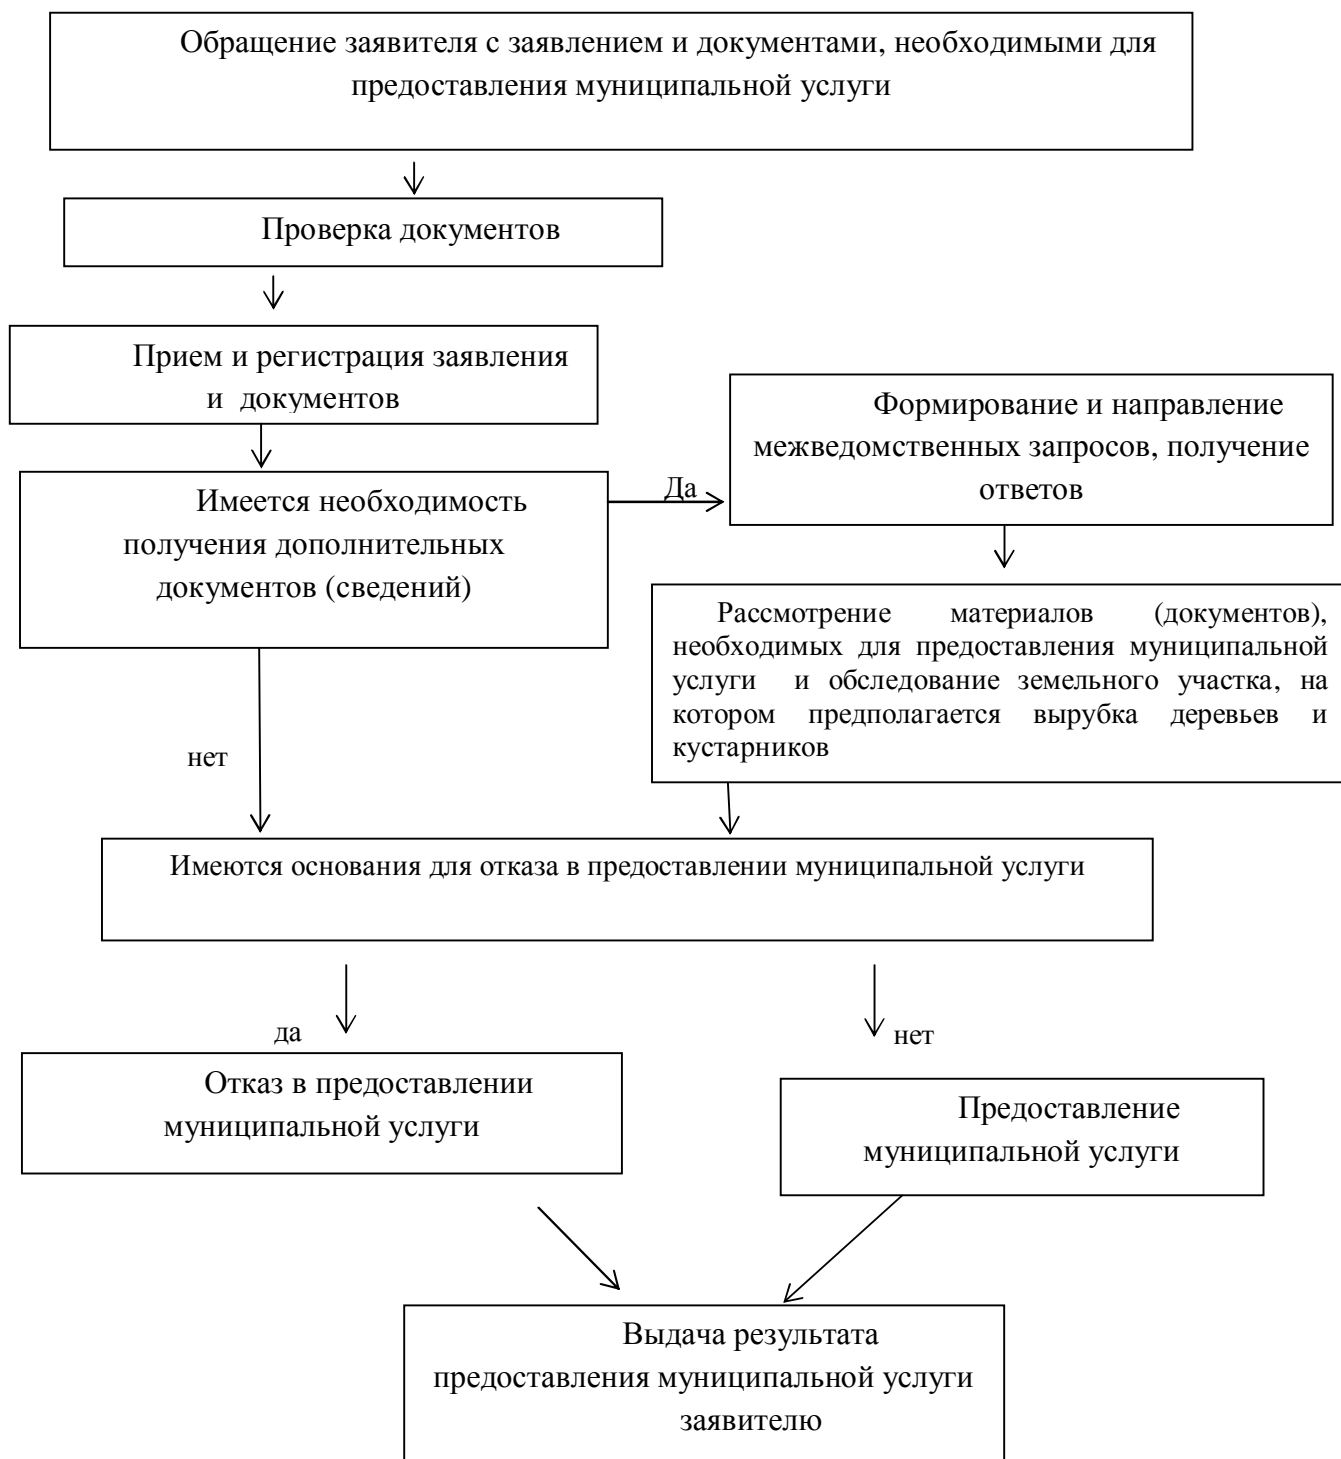 Обращение заявителя с заявлением и документами, необходимыми для
предоставления муниципальной услуги
Проверка документов
Прием и регистрация заявления
и документов
Формирование и направление
межведомственных запросов, получение
ответов
Имеется необходимость
получения дополнительных
документов (сведений)
Да
Рассмотрение материалов (документов),
необходимых для предоставления муниципальной
услуги и обследование земельного участка, на
котором предполагается вырубка деревьев и
кустарников
нет
Имеются основания для отказа в предоставлении муниципальной услуги
да
нет
Отказ в предоставлении
муниципальной услуги
Предоставление
муниципальной услуги
Выдача результата
предоставления муниципальной услуги
заявителю